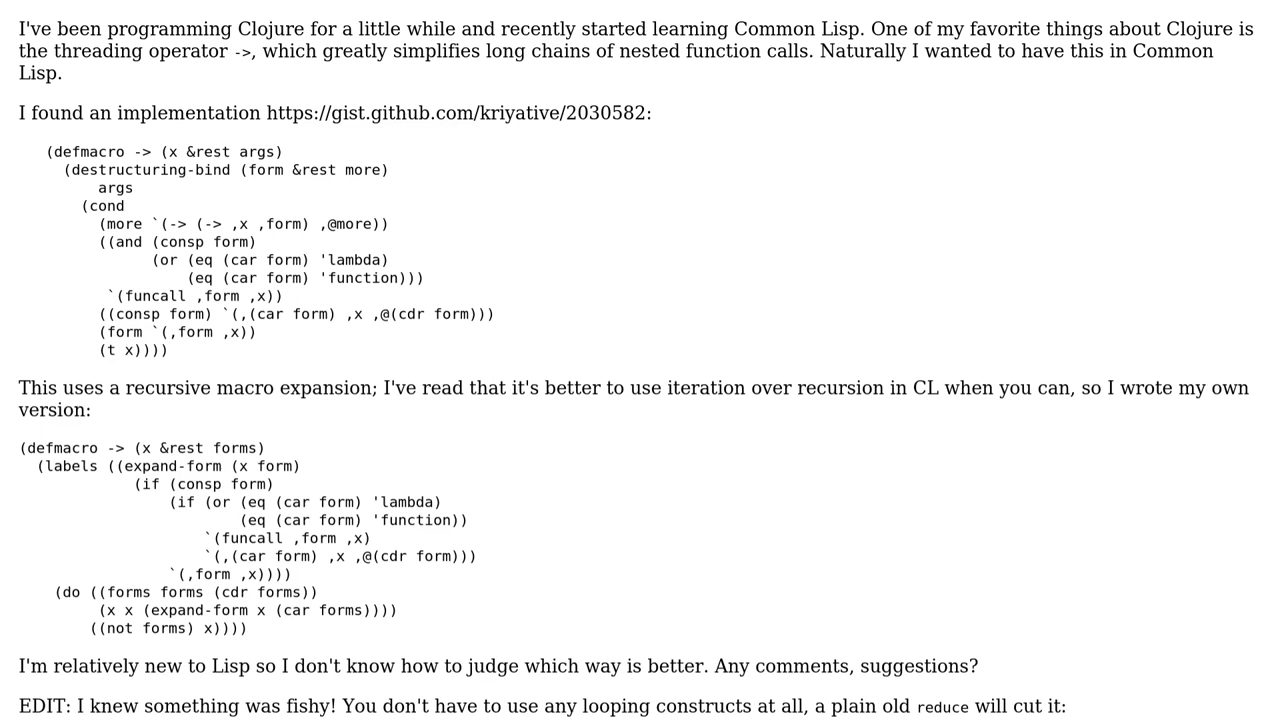 I've been programming Clojure for a little while and recently started learning Common Lisp. One of my favorite things about Clojure is
the threading operator ->, which greatly simplifies long chains of nested function calls. Naturally I wanted to have this in Common
Lisp.
I found an implementation https://gist.github.com/kriyative/2030582:
(defmacro -> (x &rest args)
  (destructuring-bind (form &rest more)
      args
    (cond
      (more `(-> (-> ,x ,form) ,@more))
      ((and (consp form)
            (or (eq (car form) 'lambda)
                (eq (car form) 'function)))
       `(funcall ,form ,x))
      ((consp form) `(,(car form) ,x ,@(cdr form)))
      (form `(,form ,x))
      (t x))))
This uses a recursive macro expansion; I've read that it's better to use iteration over recursion in CL when you can, so I wrote my own
version:
(defmacro -> (x &rest forms)
  (labels ((expand-form (x form)
             (if (consp form)
                 (if (or (eq (car form) 'lambda)
                         (eq (car form) 'function))
                     `(funcall ,form ,x)
                     `(,(car form) ,x ,@(cdr form)))
                 `(,form ,x))))
    (do ((forms forms (cdr forms))
         (x x (expand-form x (car forms))))
        ((not forms) x))))
I'm relatively new to Lisp so I don't know how to judge which way is better. Any comments, suggestions?
EDIT: I knew something was fishy! You don't have to use any looping constructs at all, a plain old reduce will cut it: